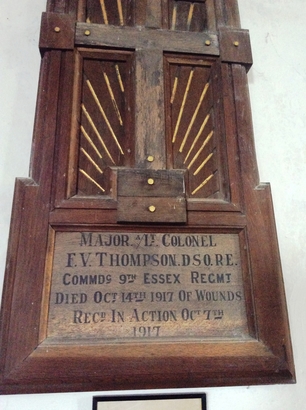 MAJOR. A/LT COLONEL
F.V. THOMPSON. D S O. R E.
COMMDG 9TH ESSEX REGMT
DIED OCT 14TH 1917 OF WOUNDS
RECD IN ACTION OCT 7TH
1917